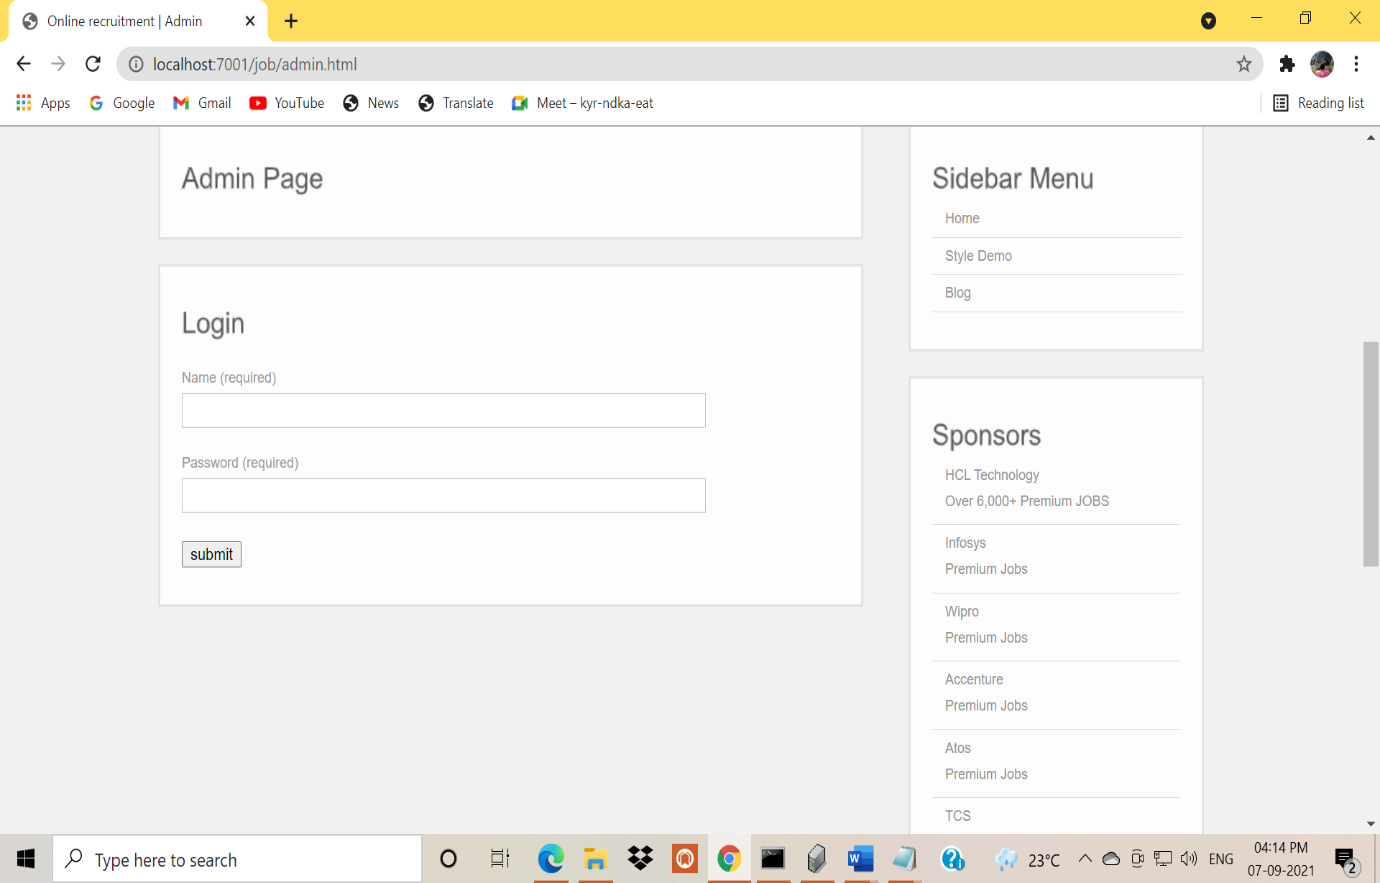 Online recruitment | Admin
localhost:7001/job/admin.html
Apps Google Gmail YouTube News Translate Meet – kyr-ndka-eat Reading list
Admin Page
Login
Name (required)
Password (required)
submit
Sidebar Menu
Home
Style Demo
Blog
Sponsors
HCL Technology
Over 6,000+ Premium JOBS
Infosys
Premium Jobs
Wipro
Premium Jobs
Accenture
Premium Jobs
Atos
Premium Jobs
TCS
Type here to search
23°C
ENG
04:14 PM
07-09-2021
2